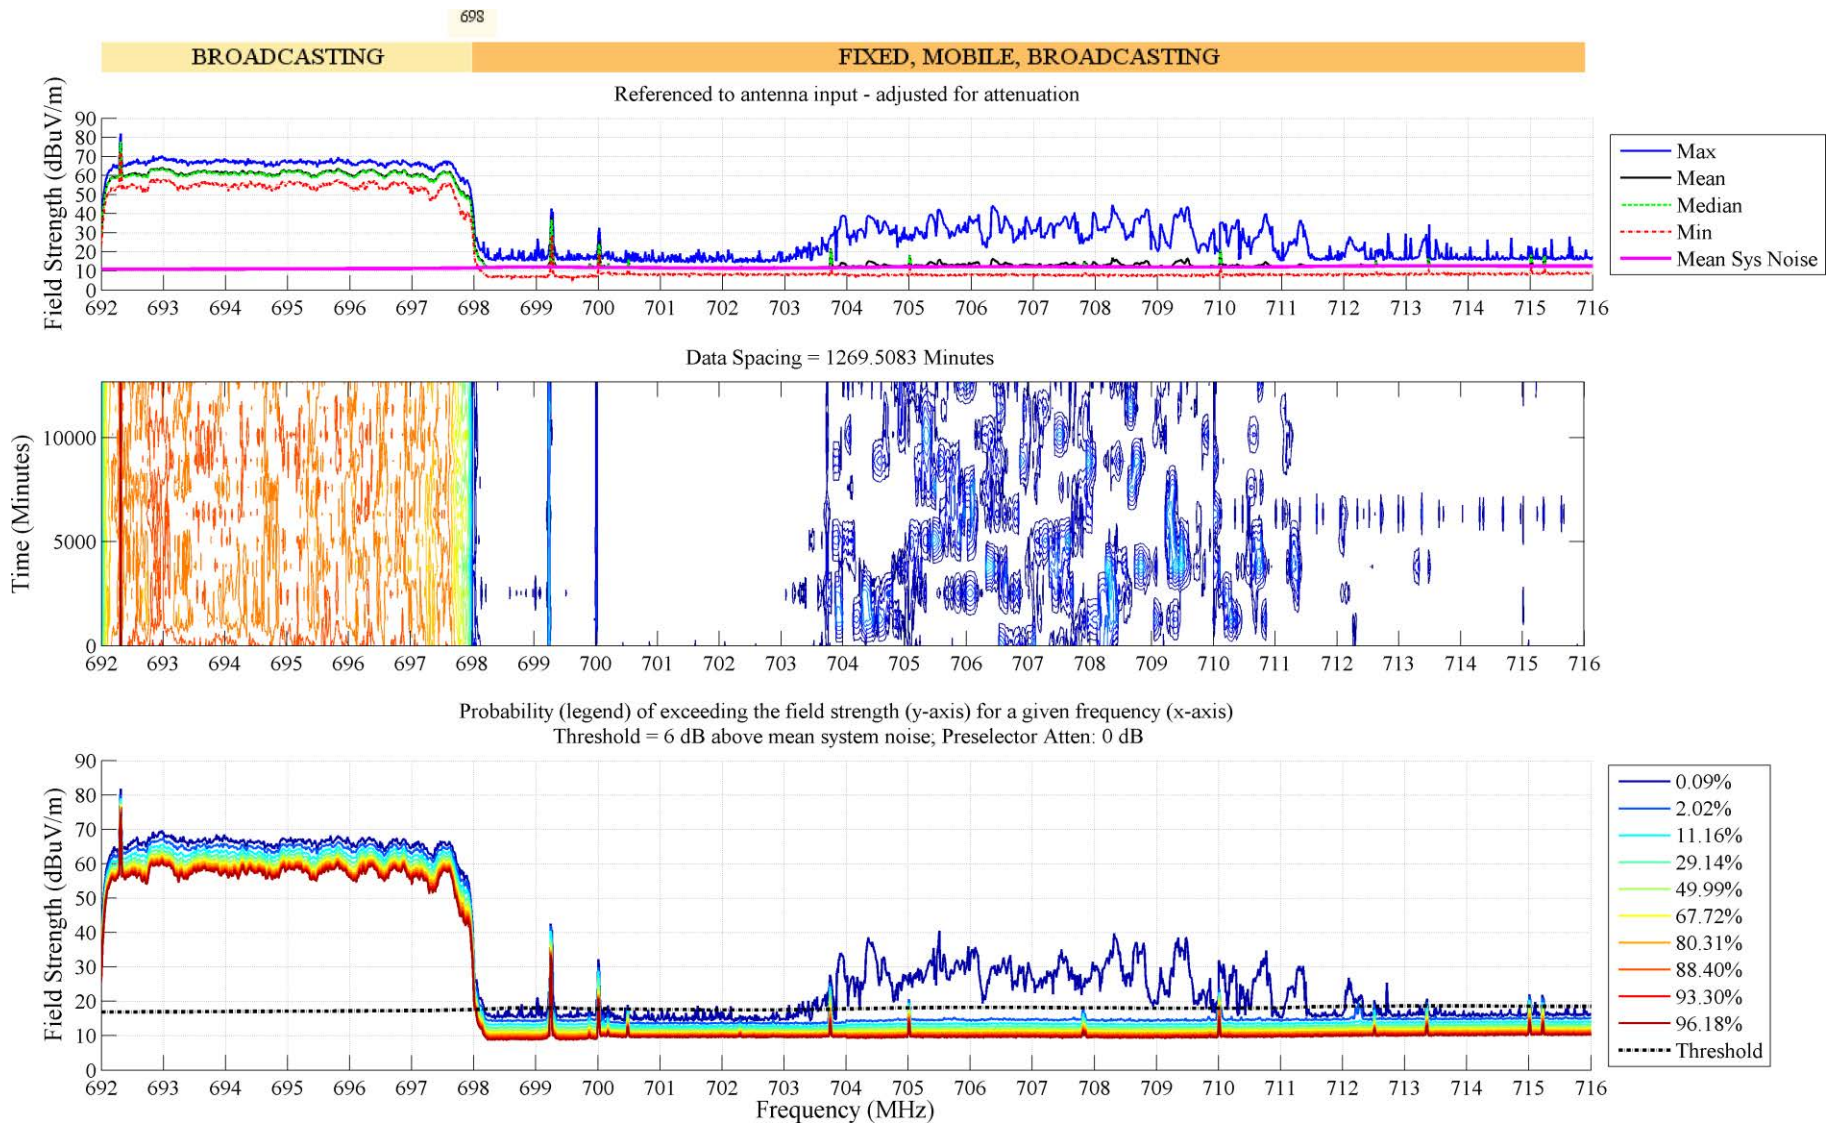 698
BROADCASTING
FIXED, MOBILE, BROADCASTING
Referenced to antenna input - adjusted for attenuation
Field Strength (dBuV/m)
90
80
70
60
50
40
30
20
10
0
692 693 694 695 696 697 698 699 700 701 702 703 704 705 706 707 708 709 710 711 712 713 714 715 716
Max
Mean
Median
Min
Mean Sys Noise
Data Spacing = 1269.5083 Minutes
Time (Minutes)
10000
5000
0
692 693 694 695 696 697 698 699 700 701 702 703 704 705 706 707 708 709 710 711 712 713 714 715 716
Probability (legend) of exceeding the field strength (y-axis) for a given frequency (x-axis)
Threshold = 6 dB above mean system noise; Preselector Atten: 0 dB
Field Strength (dBuV/m)
90
80
70
60
50
40
30
20
10
0
692 693 694 695 696 697 698 699 700 701 702 703 704 705 706 707 708 709 710 711 712 713 714 715 716
Frequency (MHz)
0.09%
2.02%
11.16%
29.14%
49.99%
67.72%
80.31%
88.40%
93.30%
96.18%
Threshold